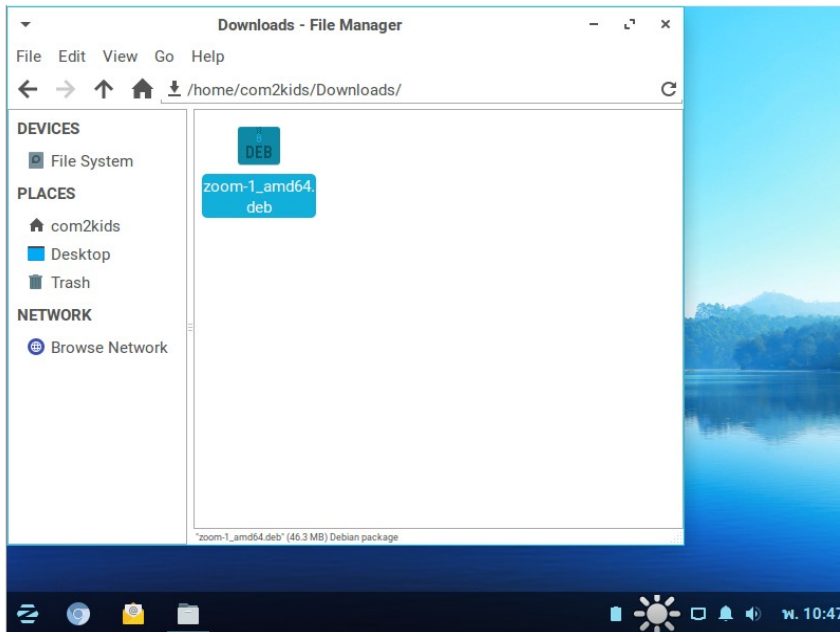 Downloads - File Manager
File Edit View Go Help
/home/com2kids/Downloads/
DEVICES
File System
PLACES
com2kids
Desktop
Trash
NETWORK
Browse Network
DEB
zoom-1_amd64.
deb
"zoom-1_amd64.deb" (46.3 MB) Debian package
พ. 10:47